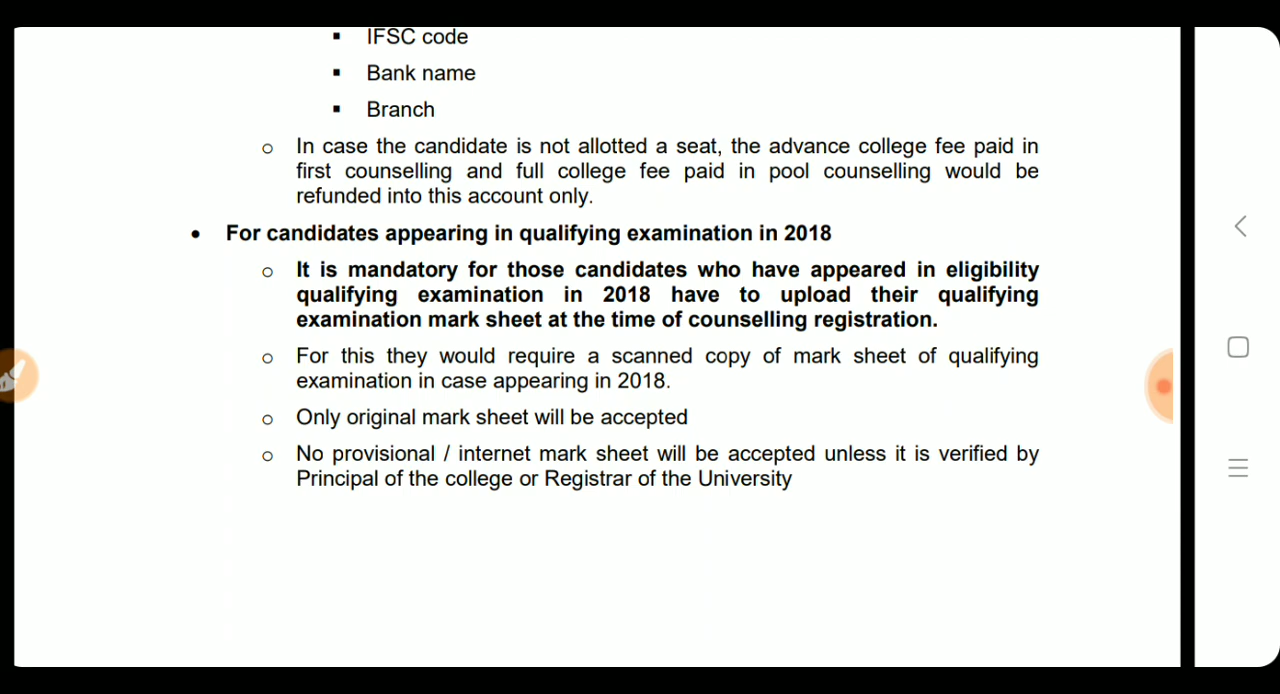 ▪ IFSC code
▪ Bank name
▪ Branch
o In case the candidate is not allotted a seat, the advance college fee paid in
first counselling and full college fee paid in pool counselling would be
refunded into this account only.
• For candidates appearing in qualifying examination in 2018
o It is mandatory for those candidates who have appeared in eligibility
qualifying examination in 2018 have to upload their qualifying
examination mark sheet at the time of counselling registration.
o For this they would require a scanned copy of mark sheet of qualifying
examination in case appearing in 2018.
o Only original mark sheet will be accepted
o No provisional / internet mark sheet will be accepted unless it is verified by
Principal of the college or Registrar of the University